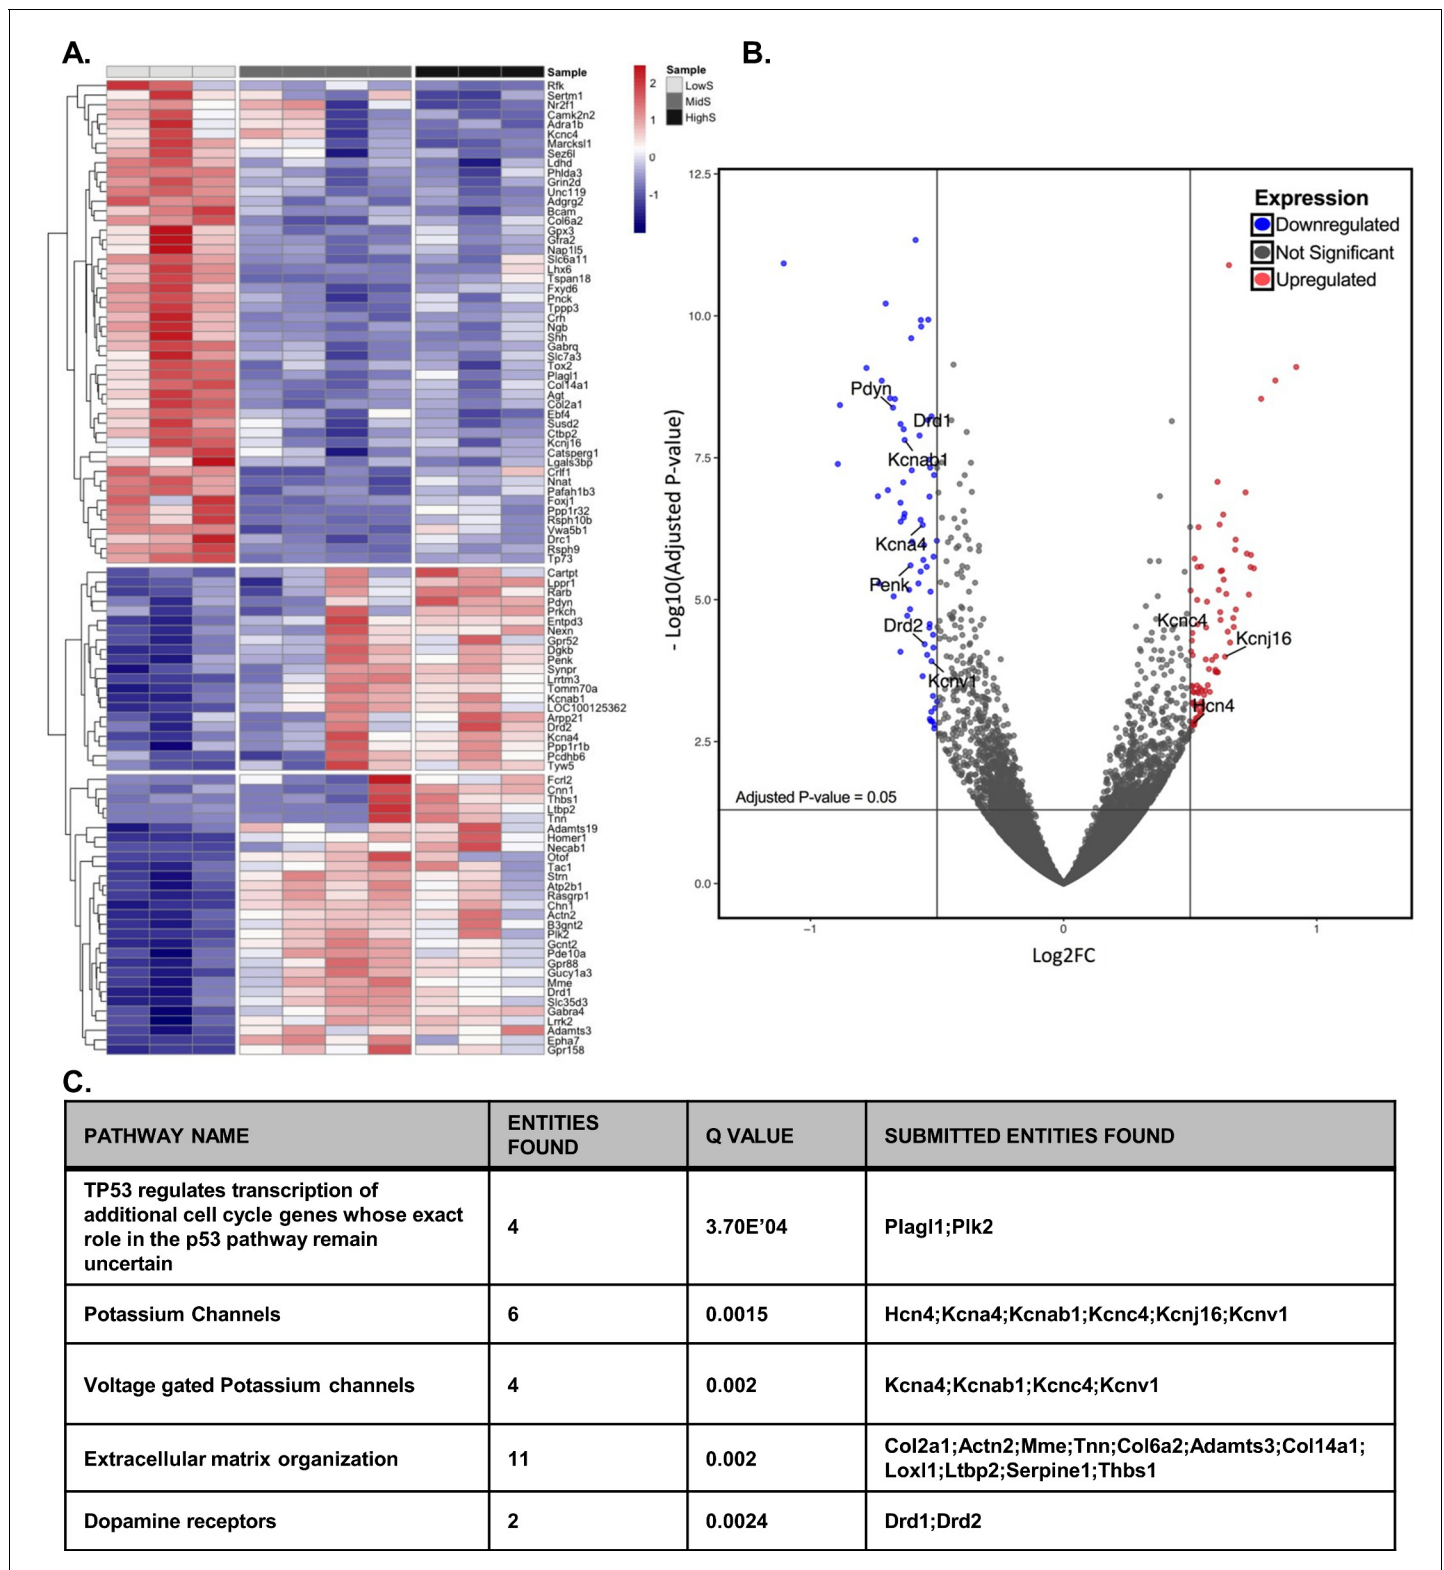 A.
Sample
Rfk
Sertm1
Nr2f1
Camk2n2
Adra1b
Kcnc4
Marcksl1
Sez6l
Ldhd
Phlda3
Grin2d
Unc119
Adgrg2
Bcam
Col6a2
Gpx3
Gfra2
Nap1l5
Slc6a11
Lhx6
Tspan18
Fxyd6
Pnck
Tppp3
Crh
Ngb
Shh
Gabrq
Slc7a3
Tox2
Plagl1
Col14a1
Agt
Col2a1
Ebf4
Susd2
Ctbp2
Kcnj16
Catsperg1
Lgals3bp
Crlf1
Nnat
Pafah1b3
Foxj1
Ppp1r32
Rsph10b
Vwa5b1
Drc1
Rsph9
Tp73
Cartpt
Lppr1
Rarb
Pdyn
Prkch
Entpd3
Nexn
Gpr52
Dgkb
Penk
Synpr
Lrrtm3
Tomm70a
Kcnab1
LOC100125362
Arpp21
Drd2
Kcna4
Ppp1r1b
Pcdhb6
Tyw5
Fcrl2
Cnn1
Thbs1
Ltbp2
Tnn
Adamts19
Homer1
Necab1
Otof
Tac1
Strn
Atp2b1
Rasgrp1
Chn1
Actn2
B3gnt2
Plk2
Gcnt2
Pde10a
Gpr88
Gucy1a3
Mme
Drd1
Slc35d3
Gabra4
Lrrk2
Adamts3
Epha7
Gpr158
2
1
0
-1
Sample
LowS
MidS
HighS
B.
12.5
10.0
7.5
5.0
2.5
0.0
- Log10(Adjusted P-value)
Expression
Downregulated
Not Significant
Upregulated
Pdyn
Drd1
Kcnab1
Kcna4
Penk
Drd2
Kcnv1
Kcnc4
Kcnj16
Hcn4
Adjusted P-value = 0.05
−1
0
1
Log2FC
C.
PATHWAY NAME
ENTITIES
FOUND
Q VALUE
SUBMITTED ENTITIES FOUND
TP53 regulates transcription of
additional cell cycle genes whose exact
role in the p53 pathway remain
uncertain
4
3.70E’04
Plagl1;Plk2
Potassium Channels
6
0.0015
Hcn4;Kcna4;Kcnab1;Kcnc4;Kcnj16;Kcnv1
Voltage gated Potassium channels
4
0.002
Kcna4;Kcnab1;Kcnc4;Kcnv1
Extracellular matrix organization
11
0.002
Col2a1;Actn2;Mme;Tnn;Col6a2;Adamts3;Col14a1;
Loxl1;Ltbp2;Serpine1;Thbs1
Dopamine receptors
2
0.0024
Drd1;Drd2